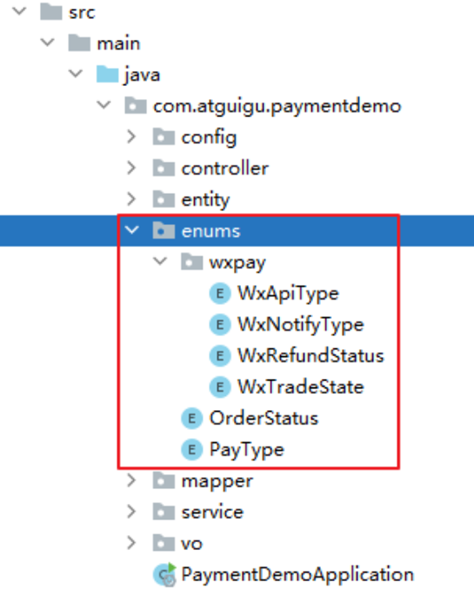 src
main
java
com.atguigu.paymentdemo
config
controller
entity
enums
wxpay
WxApiType
WxNotifyType
WxRefundStatus
WxTradeState
OrderStatus
PayType
mapper
service
vo
PaymentDemoApplication